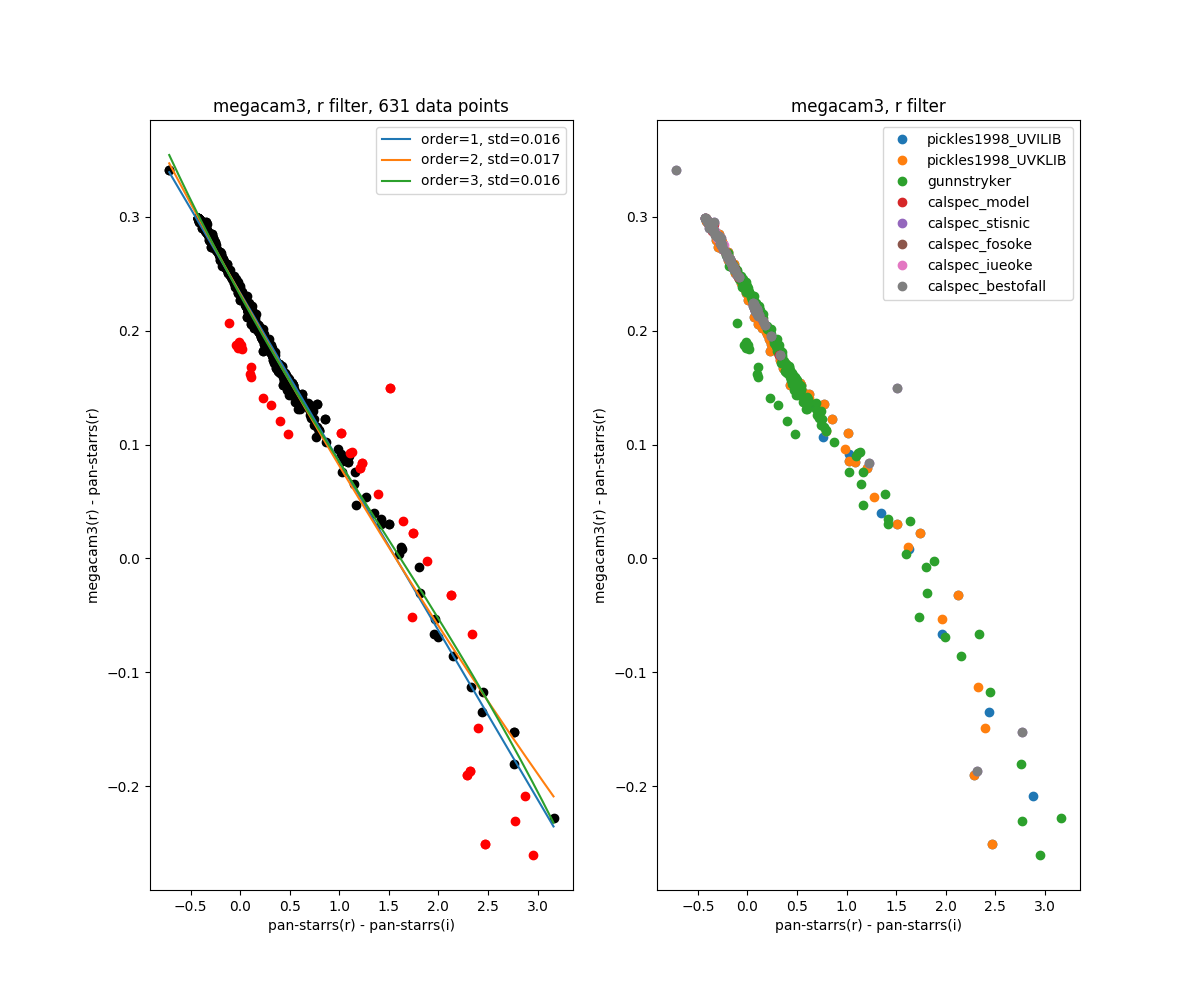 megacam3, r filter, 631 data points
order=1, std=0.016
order=2, std=0.017
order=3, std=0.016
0.3
0.2
0.1
0.0
−0.1
−0.2
megacam3(r) - pan-starrs(r)
−0.5 0.0 0.5 1.0 1.5 2.0 2.5 3.0
pan-starrs(r) - pan-starrs(i)
megacam3, r filter
pickles1998_UVILIB
pickles1998_UVKLIB
gunnstryker
calspec_model
calspec_stisnic
calspec_fosoke
calspec_iueoke
calspec_bestofall
0.3
0.2
0.1
0.0
−0.1
−0.2
megacam3(r) - pan-starrs(r)
−0.5 0.0 0.5 1.0 1.5 2.0 2.5 3.0
pan-starrs(r) - pan-starrs(i)